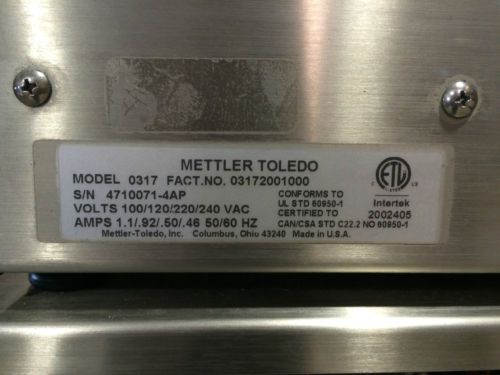 METTLER TOLEDO
MODEL 0317 FACT.NO. 03172001000
S/N 4710071-4AP
VOLTS 100/120/220/240 VAC
AMPS 1.1/.92/.50/.46 50/60 HZ
CONFORMS TO
UL STD 60950-1
CERTIFIED TO
CAN/CSA STD C22.2 NO 60950-1
ETL
C US
Intertek
2002405
Mettler-Toledo, Inc. Columbus, Ohio 43240 Made in U.S.A.